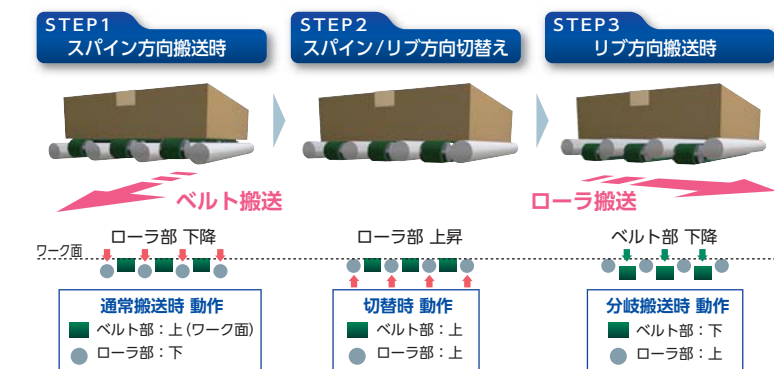 STEP1
スパイン方向搬送時
STEP2
スパイン/リブ方向切替え
STEP3
リブ方向搬送時
ベルト搬送
ローラ搬送
ワーク面
ローラ部 下降
ローラ部 上昇
ベルト部 下降
通常搬送時 動作
ベルト部：上（ワーク面）
ローラ部：下
切替時 動作
ベルト部：上
ローラ部：上
分岐搬送時 動作
ベルト部：下
ローラ部：上